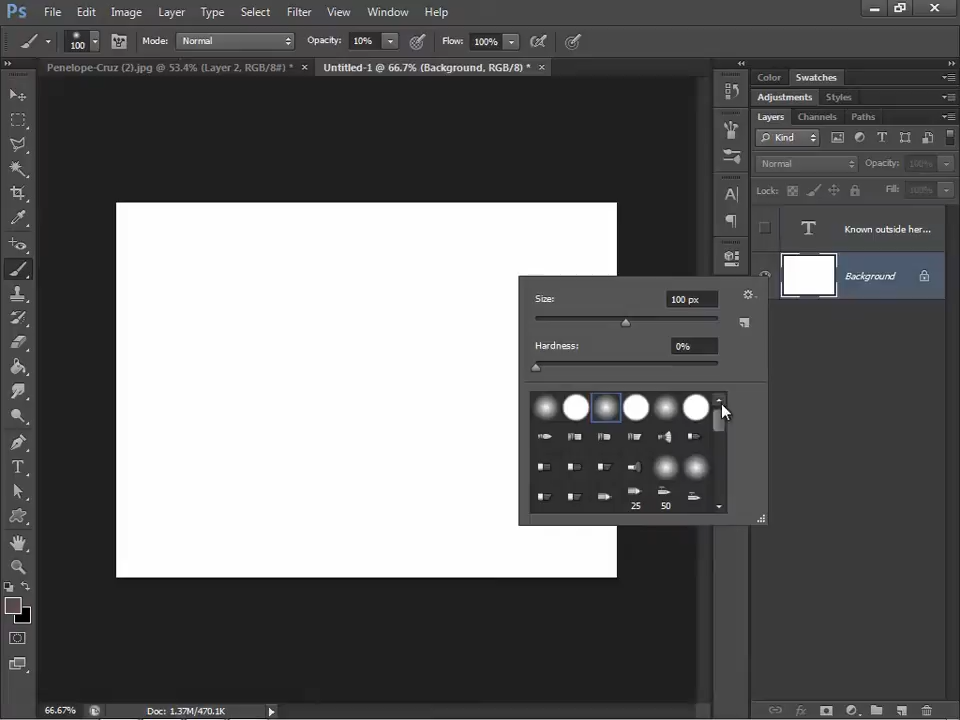 Ps File Edit Image Layer Type Select Filter View Window Help
100 Mode: Normal Opacity: 10% Flow: 100%
Penelope-Cruz (2).jpg @ 53.4% (Layer 2, RGB/8#) * × Untitled-1 @ 66.7% (Background, RGB/8) * ×
Color Swatches
Adjustments Styles
Layers Channels Paths
Kind T
Normal Opacity: 100%
Lock: Fill: 100%
A
T Known outside her...
Background
Size: 100 px
Hardness: 0%
25 50
T
66.67% Doc: 1.37M/470.1K